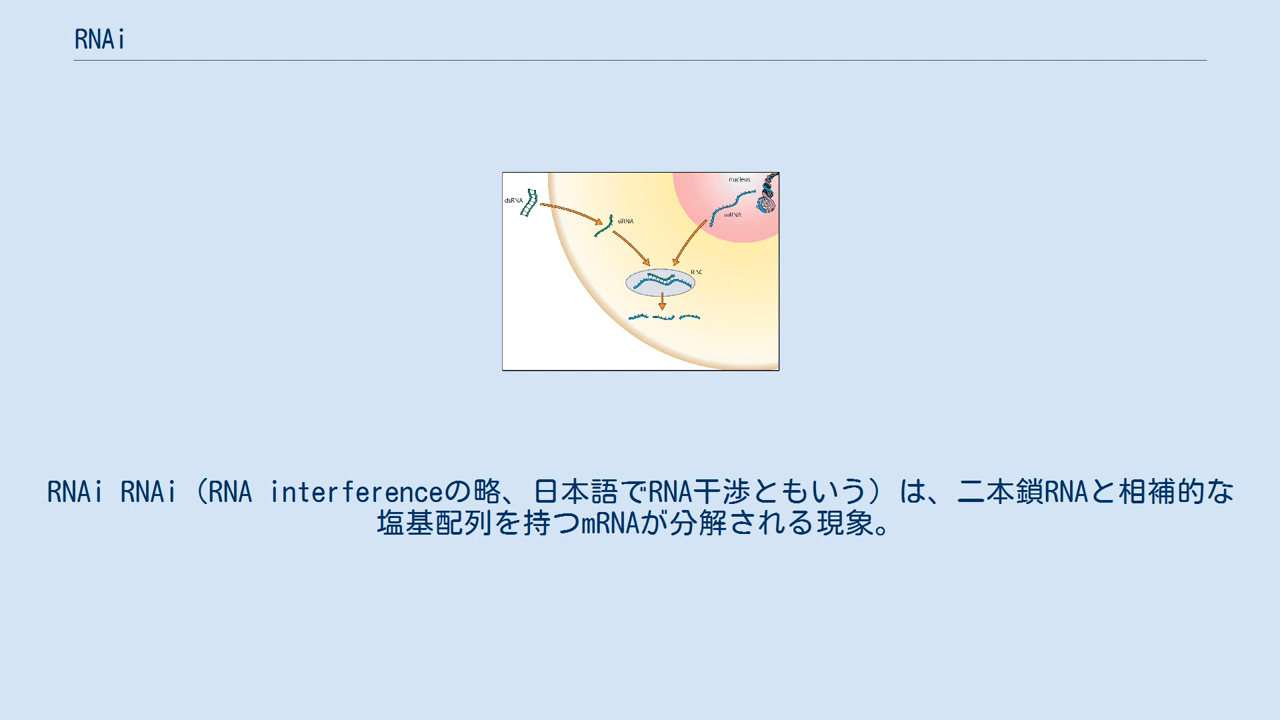 RNAi
nucleus
dsRNA
siRNA
mRNA
RISC
RNAi RNAi（RNA interferenceの略、日本語でRNA干渉ともいう）は、二本鎖RNAと相補的な
塩基配列を持つmRNAが分解される現象。